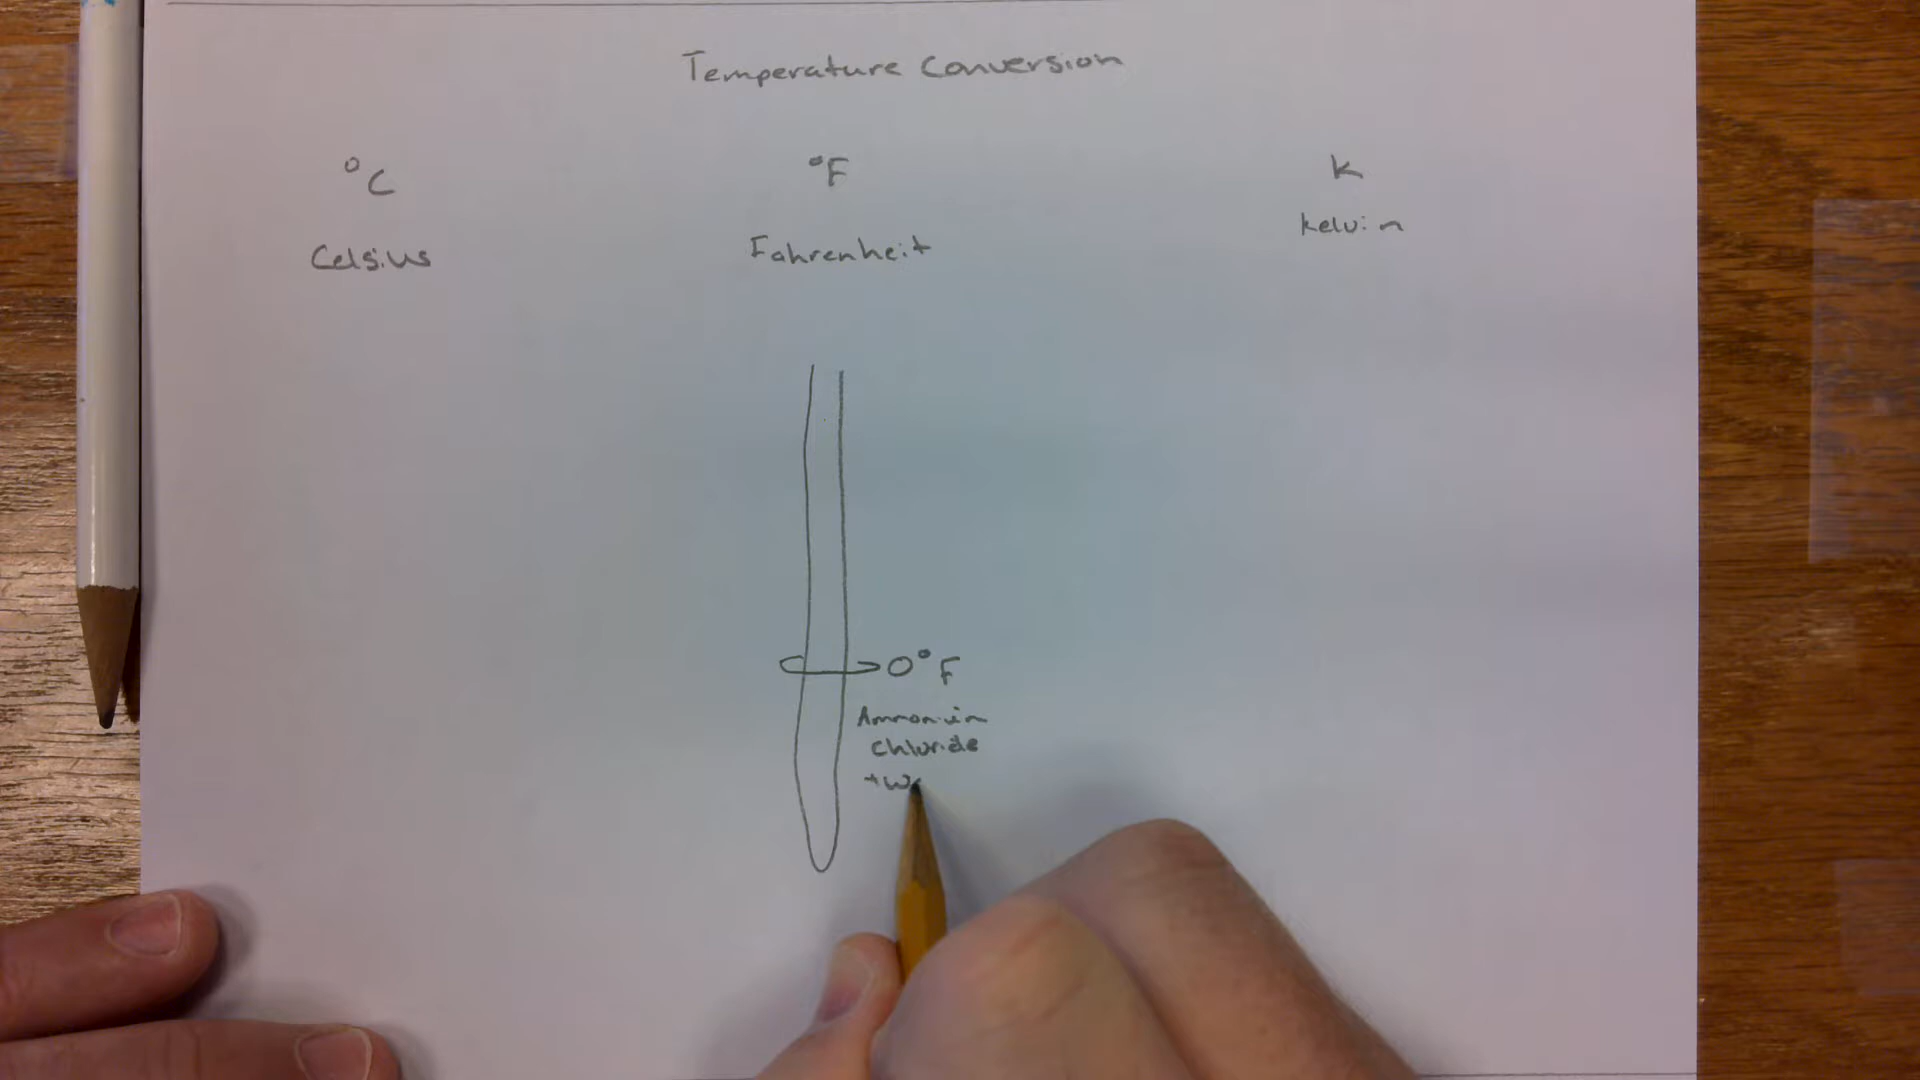 Temperature Conversion
°C
°F
K
Celsius
Fahrenheit
Kelvin
0°F
Ammonium
Chloride
+ W